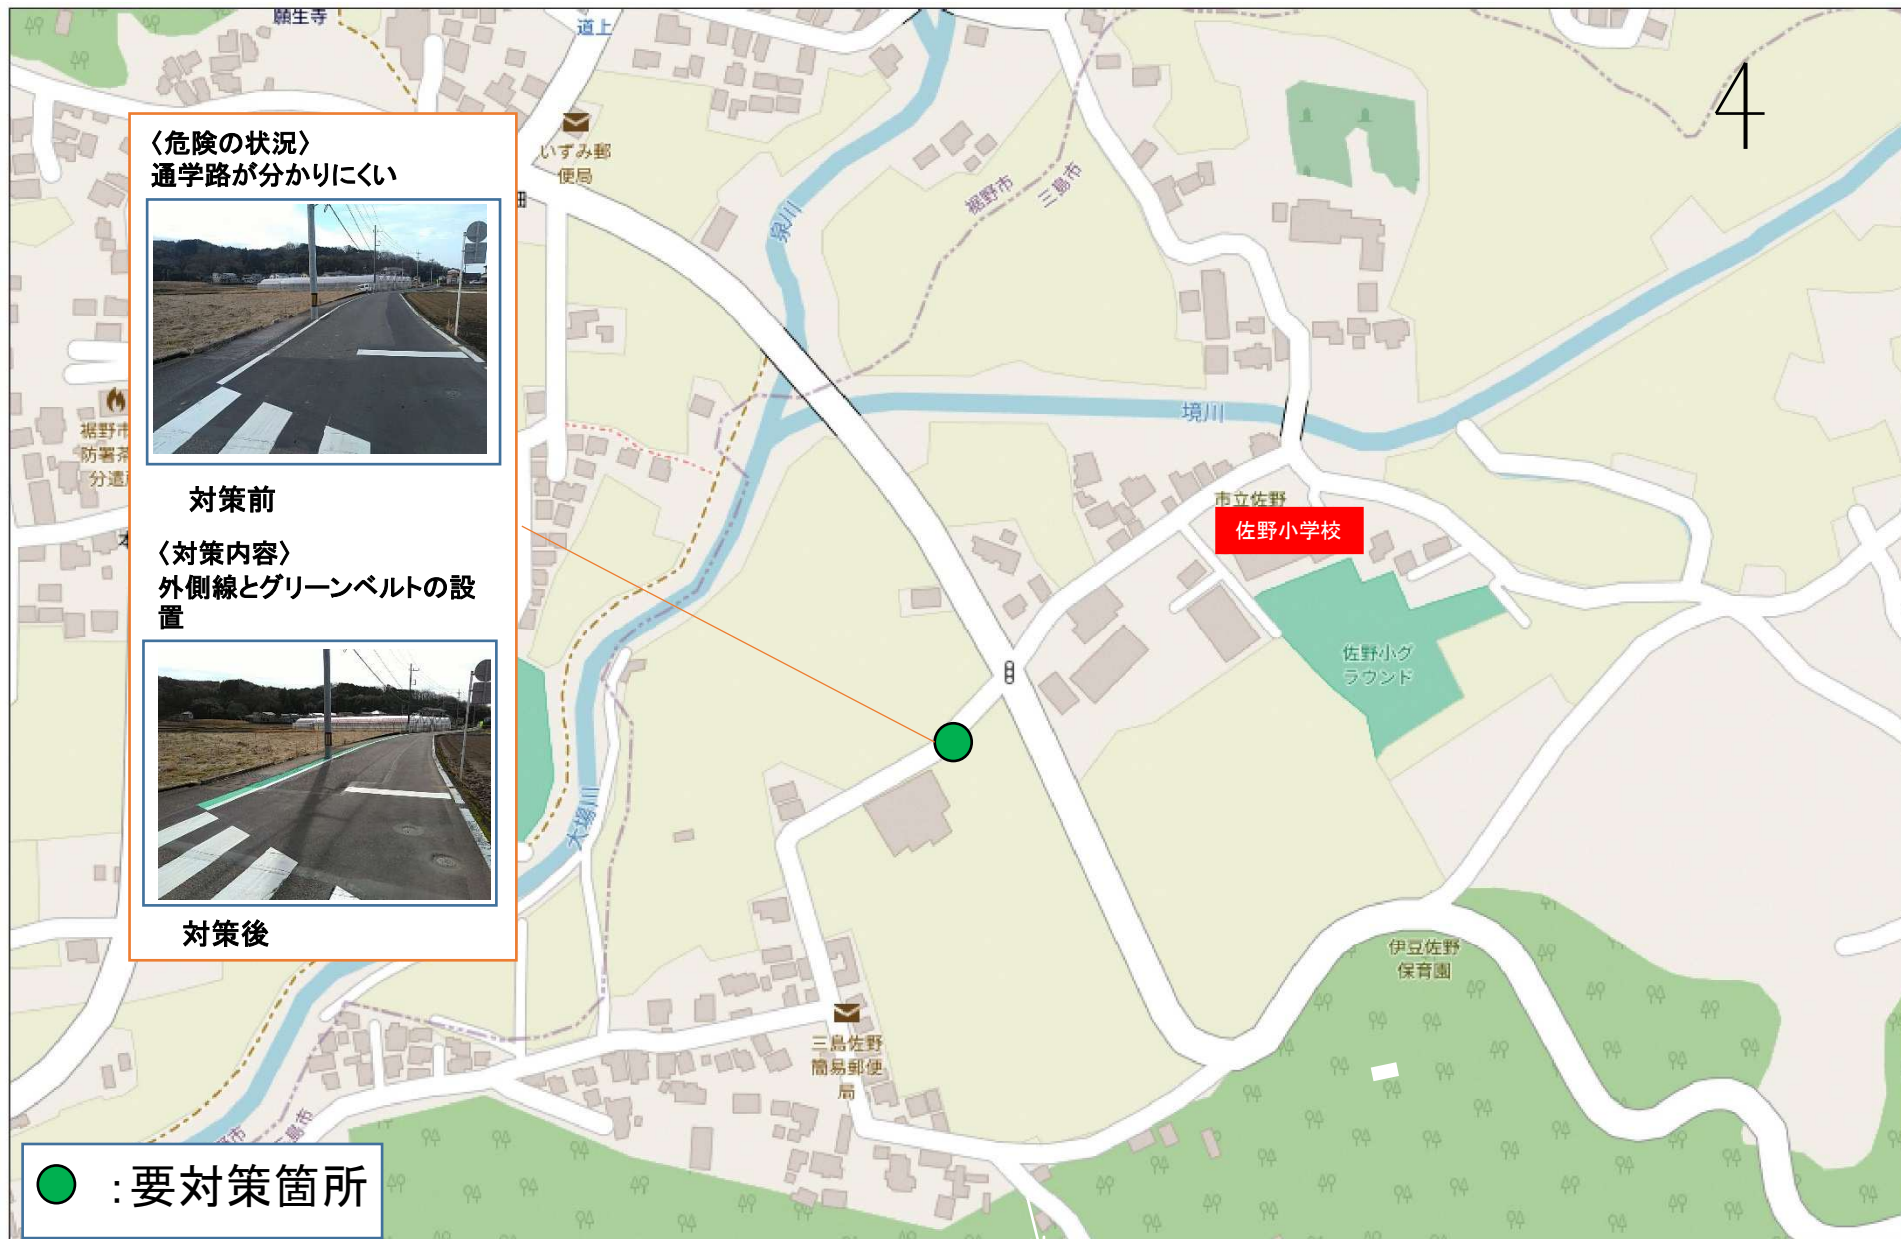 願生寺
道上
4
〈危険の状況〉
通学路が分かりにくい
対策前
〈対策内容〉
外側線とグリーンベルトの設
置
対策後
いずみ郵
便局
裾野市
三島市
泉川
境川
裾野市
防署茶
分遣
市立佐野
佐野小学校
佐野小グ
ラウンド
大場川
伊豆佐野
保育園
三島佐野
簡易郵便
局
野市
島市
:要対策箇所